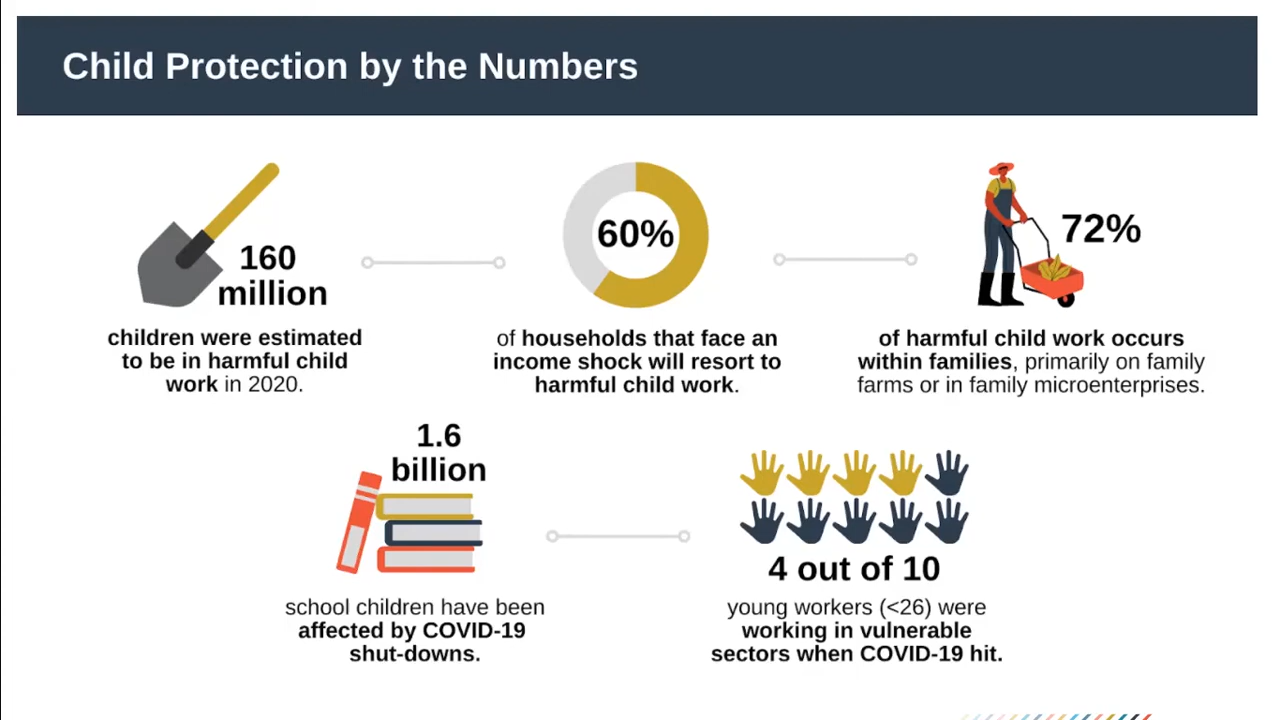 Child Protection by the Numbers
160
million
children were estimated
to be in harmful child
work in 2020.
60%
of households that face an
income shock will resort to
harmful child work.
72%
of harmful child work occurs
within families, primarily on family
farms or in family microenterprises.
1.6
billion
school children have been
affected by COVID-19
shut-downs.
4 out of 10
young workers (<26) were
working in vulnerable
sectors when COVID-19 hit.